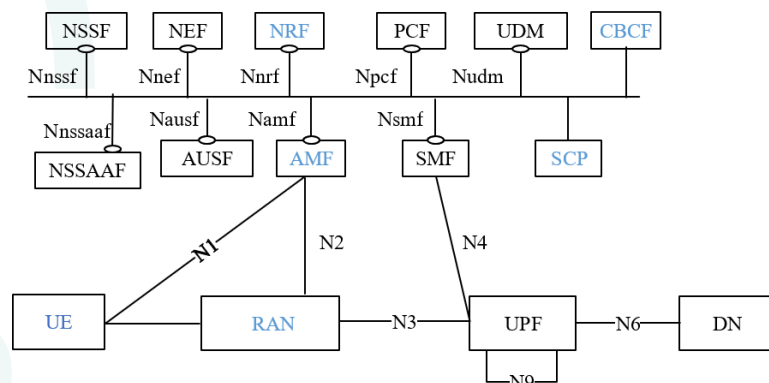 NSSF NEF NRF PCF UDM CBCF
Nnssf Nnef Nnrf Npcf Nudm
Nnssaaf Nausf Namf Nsmf
NSSAAF AUSF AMF SMF SCP
N1 N2 N4
UE RAN N3 UPF N6 DN
N9